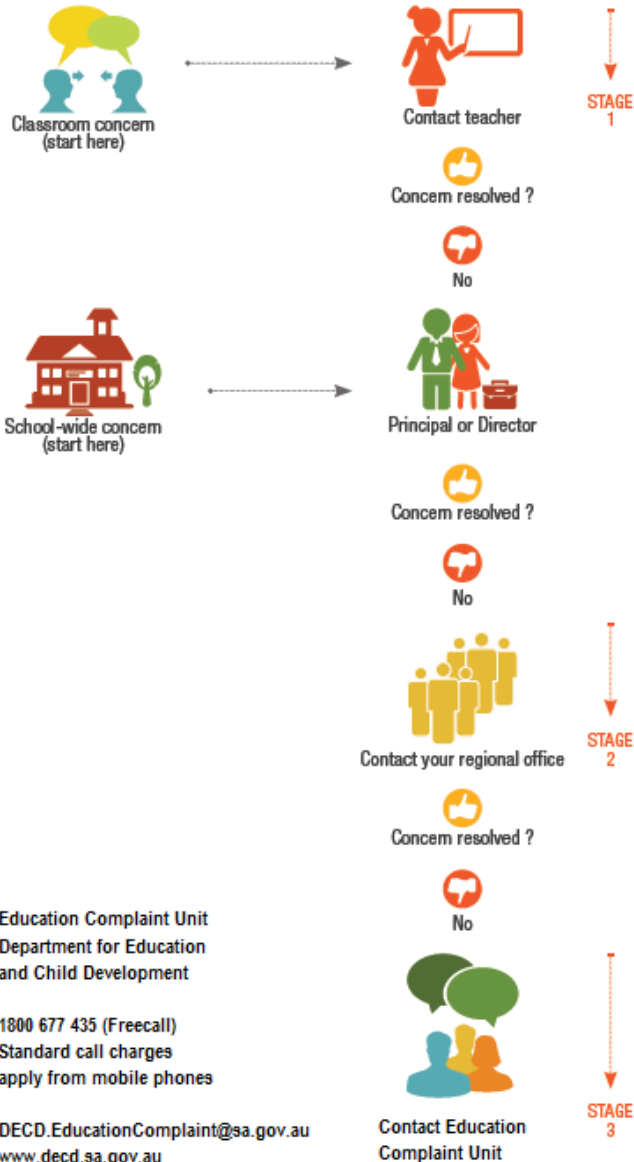 Classroom concern
(start here)
Contact teacher
STAGE
1
Concern resolved ?
No
School-wide concern
(start here)
Principal or Director
Concern resolved ?
No
Contact your regional office
STAGE
2
Concern resolved ?
No
Education Complaint Unit
Department for Education
and Child Development
1800 677 435 (Freecall)
Standard call charges
apply from mobile phones
DECD.EducationComplaint@sa.gov.au
www.decd.sa.gov.au
Contact Education
Complaint Unit
STAGE
3